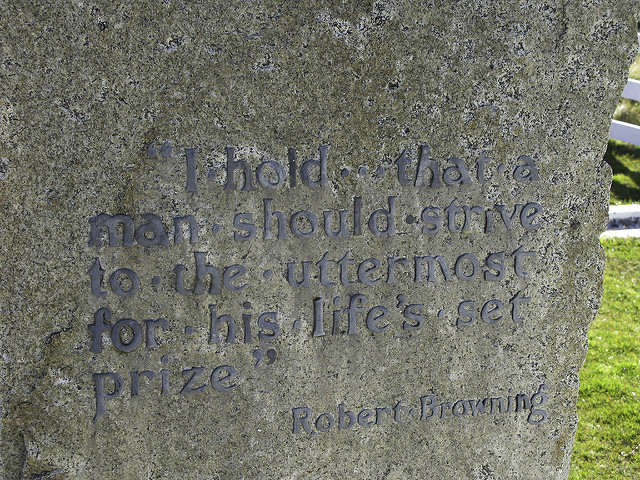 "I · hold · · · that · a
man · should · strive
to · the · uttermost
for · his · life's · set
prize"
Robert · Browning